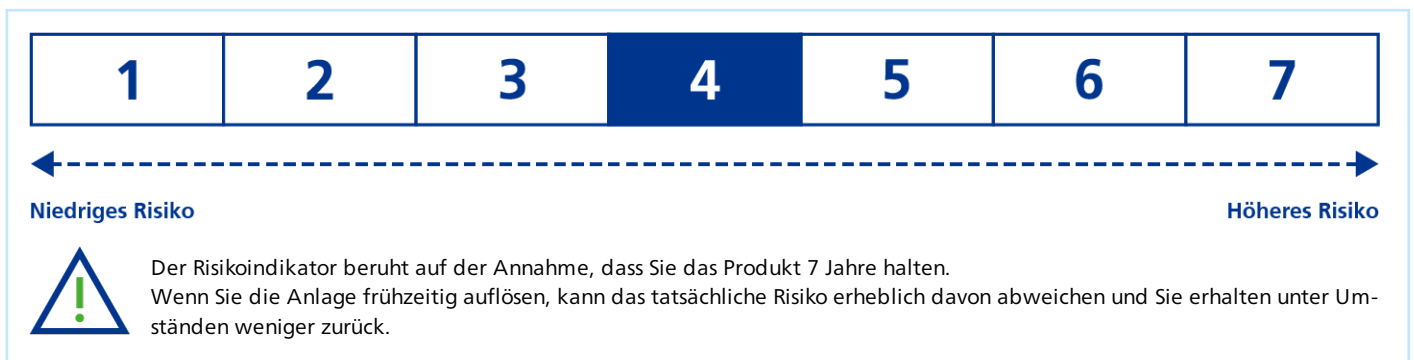 1 2 3 4 5 6 7
Niedriges Risiko Höheres Risiko
Der Risikoindikator beruht auf der Annahme, dass Sie das Produkt 7 Jahre halten.
Wenn Sie die Anlage frühzeitig auflösen, kann das tatsächliche Risiko erheblich davon abweichen und Sie erhalten unter Um-
ständen weniger zurück.